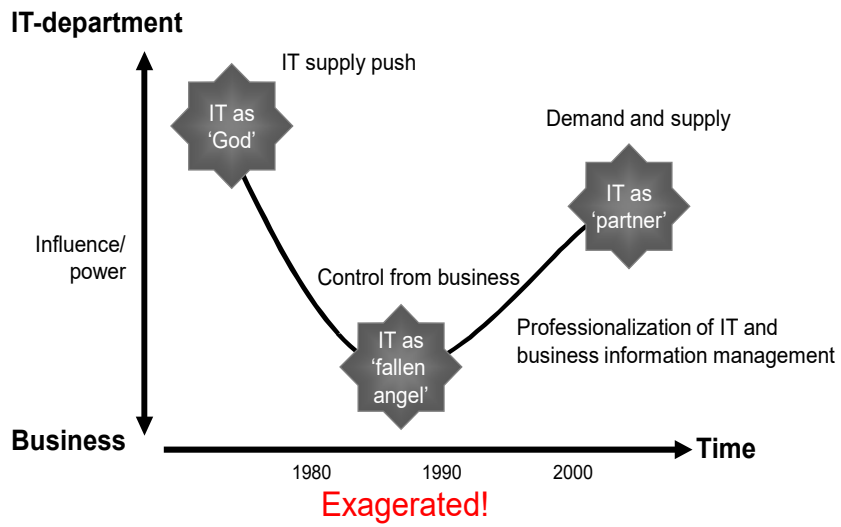 IT-department
IT supply push
IT as
‘God’
Demand and supply
IT as
‘partner’
Influence/
power
Control from business
Professionalization of IT and
business information management
IT as
‘fallen
angel’
Business
Time
1980
1990
2000
Exagerated!